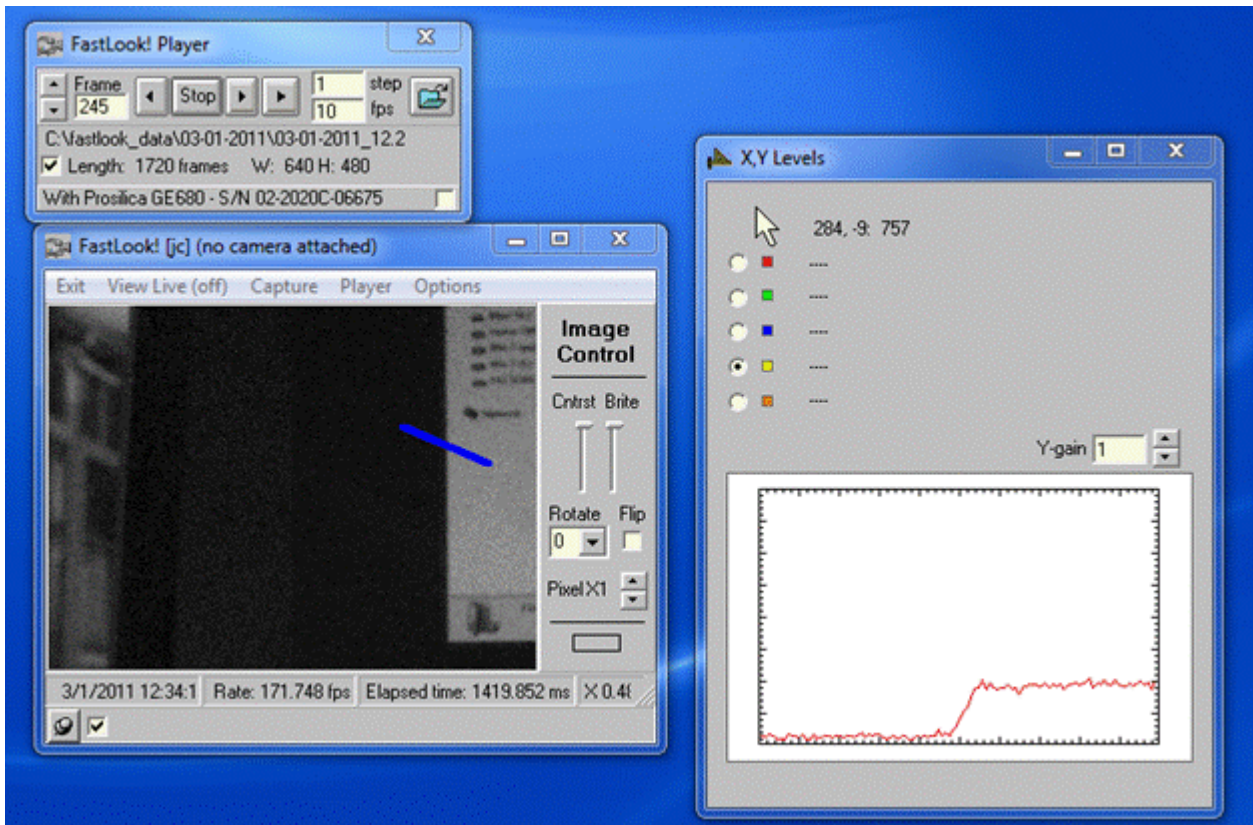 FastLook! Player
Frame
245
Stop
1 step
10 fps
C:\fastlook_data\03-01-2011\03-01-2011_12.2
Length: 1720 frames W: 640 H: 480
With Prosilica GE680 - S/N 02-2020C-06675
FastLook! [jc] (no camera attached)
Exit View Live (off) Capture Player Options
Image
Control
Cntrst Brite
Rotate Flip
0
Pixel X1
3/1/2011 12:34:1 Rate: 171.748 fps Elapsed time: 1419.852 ms X 0.48
X,Y Levels
284, -9: 757
----
----
----
----
----
Y-gain 1